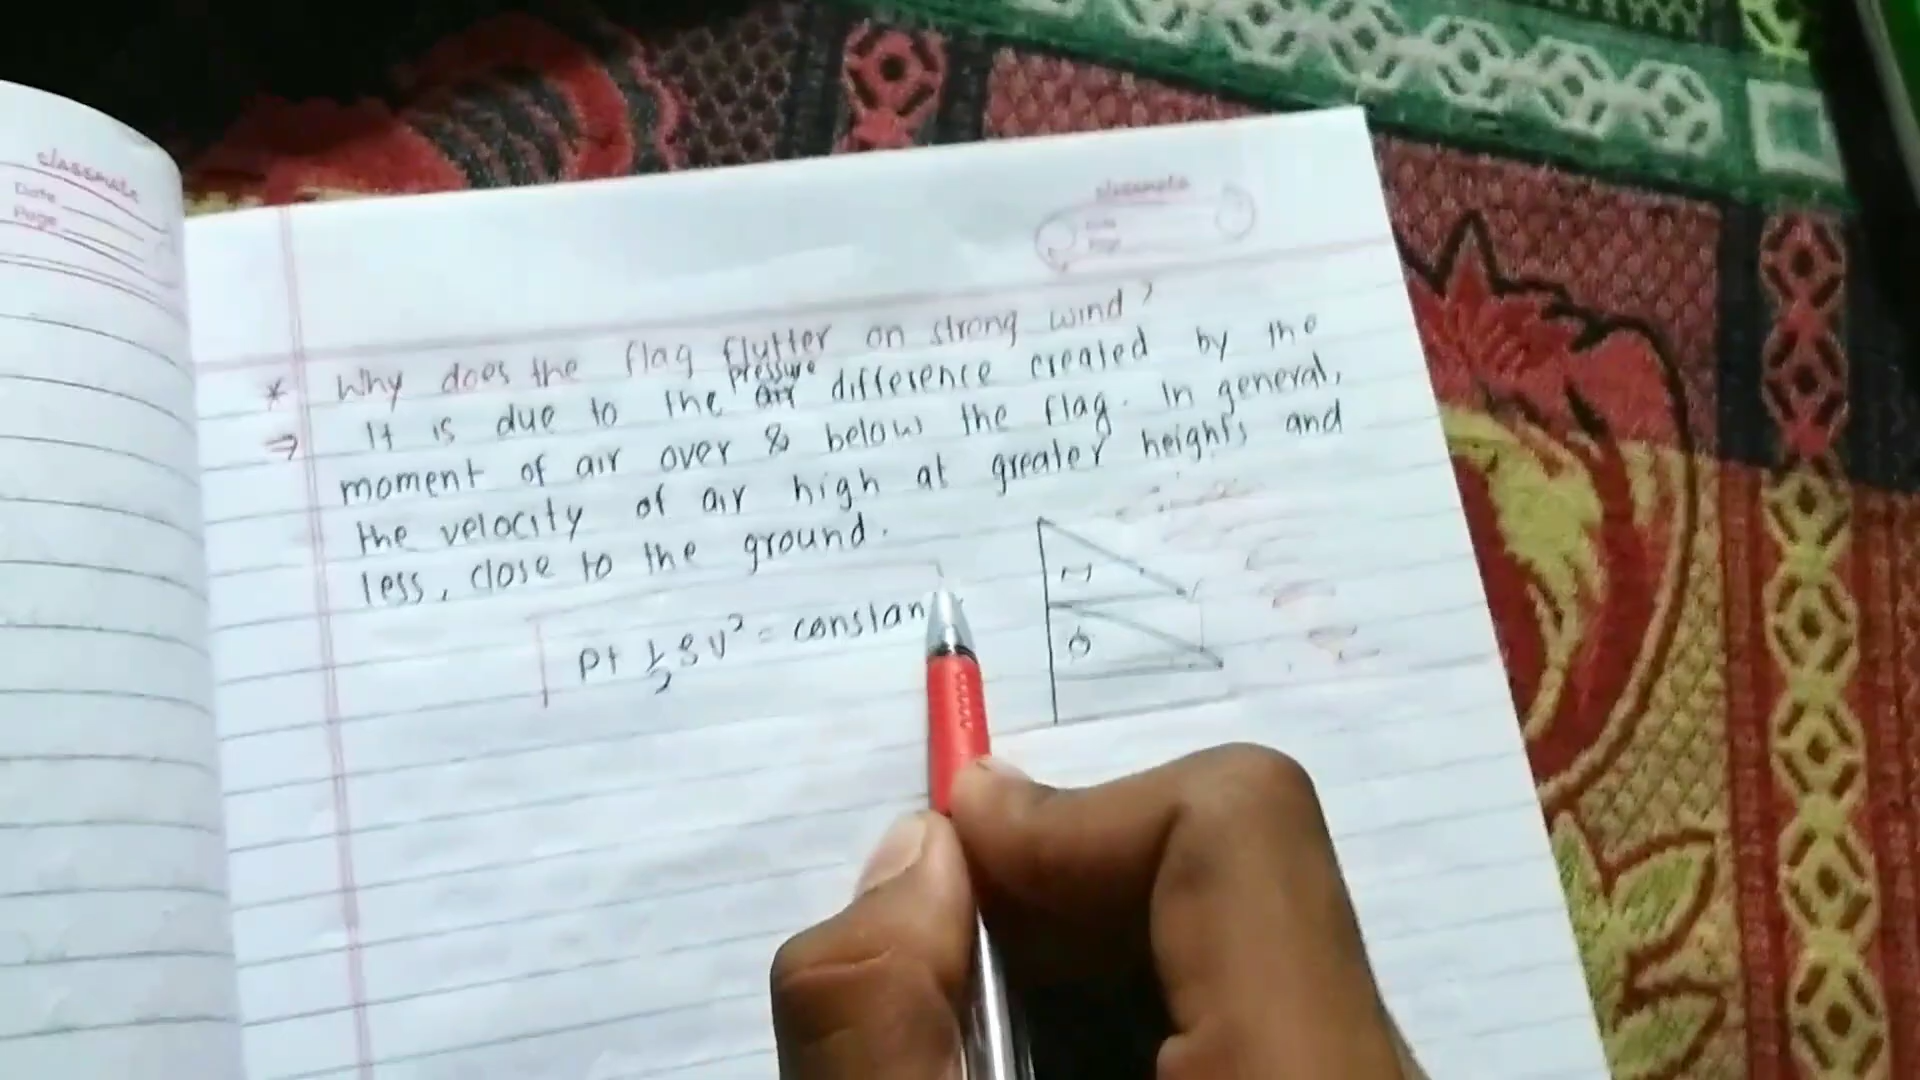 classmate
Date
Page
classmate
* Why does the flag flutter on strong wind?
pressure
⇒ It is due to the air difference created by the
moment of air over & below the flag. In general,
the velocity of air high at greater heights and
less, close to the ground.
P+ 1/2 ρv² = constan